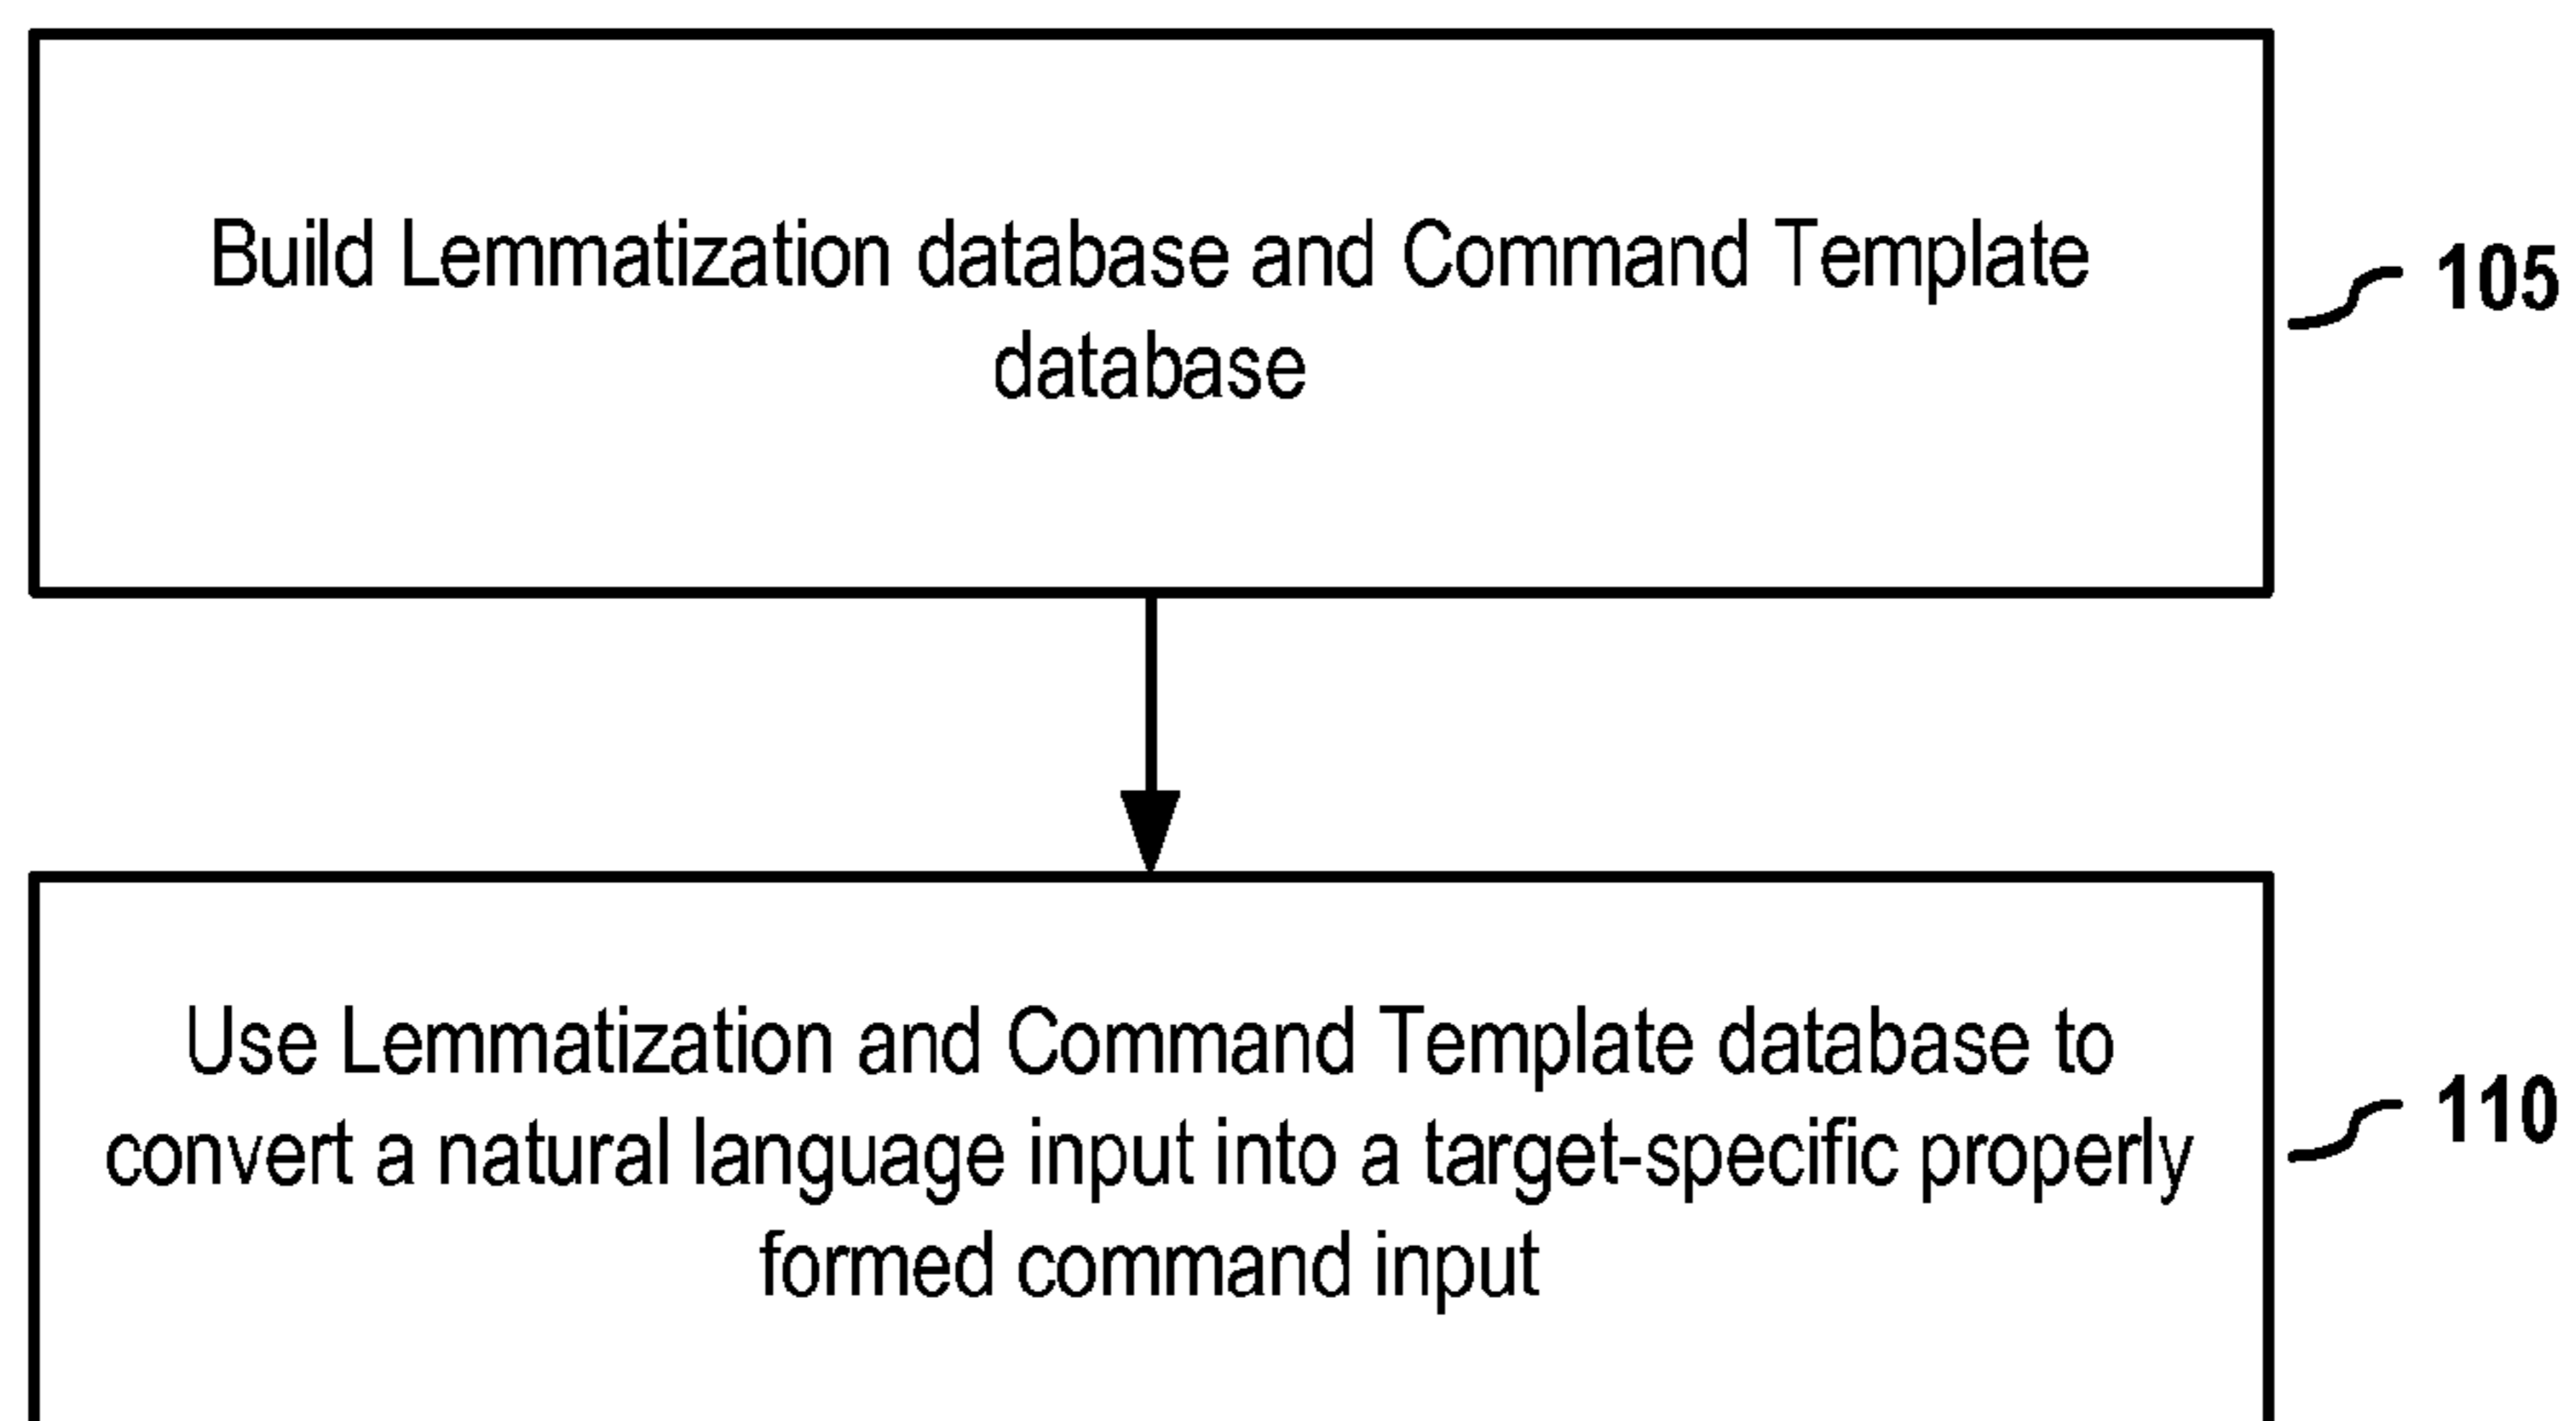 Build Lemmatization database and Command Template
database
105
Use Lemmatization and Command Template database to
convert a natural language input into a target-specific properly
formed command input
110